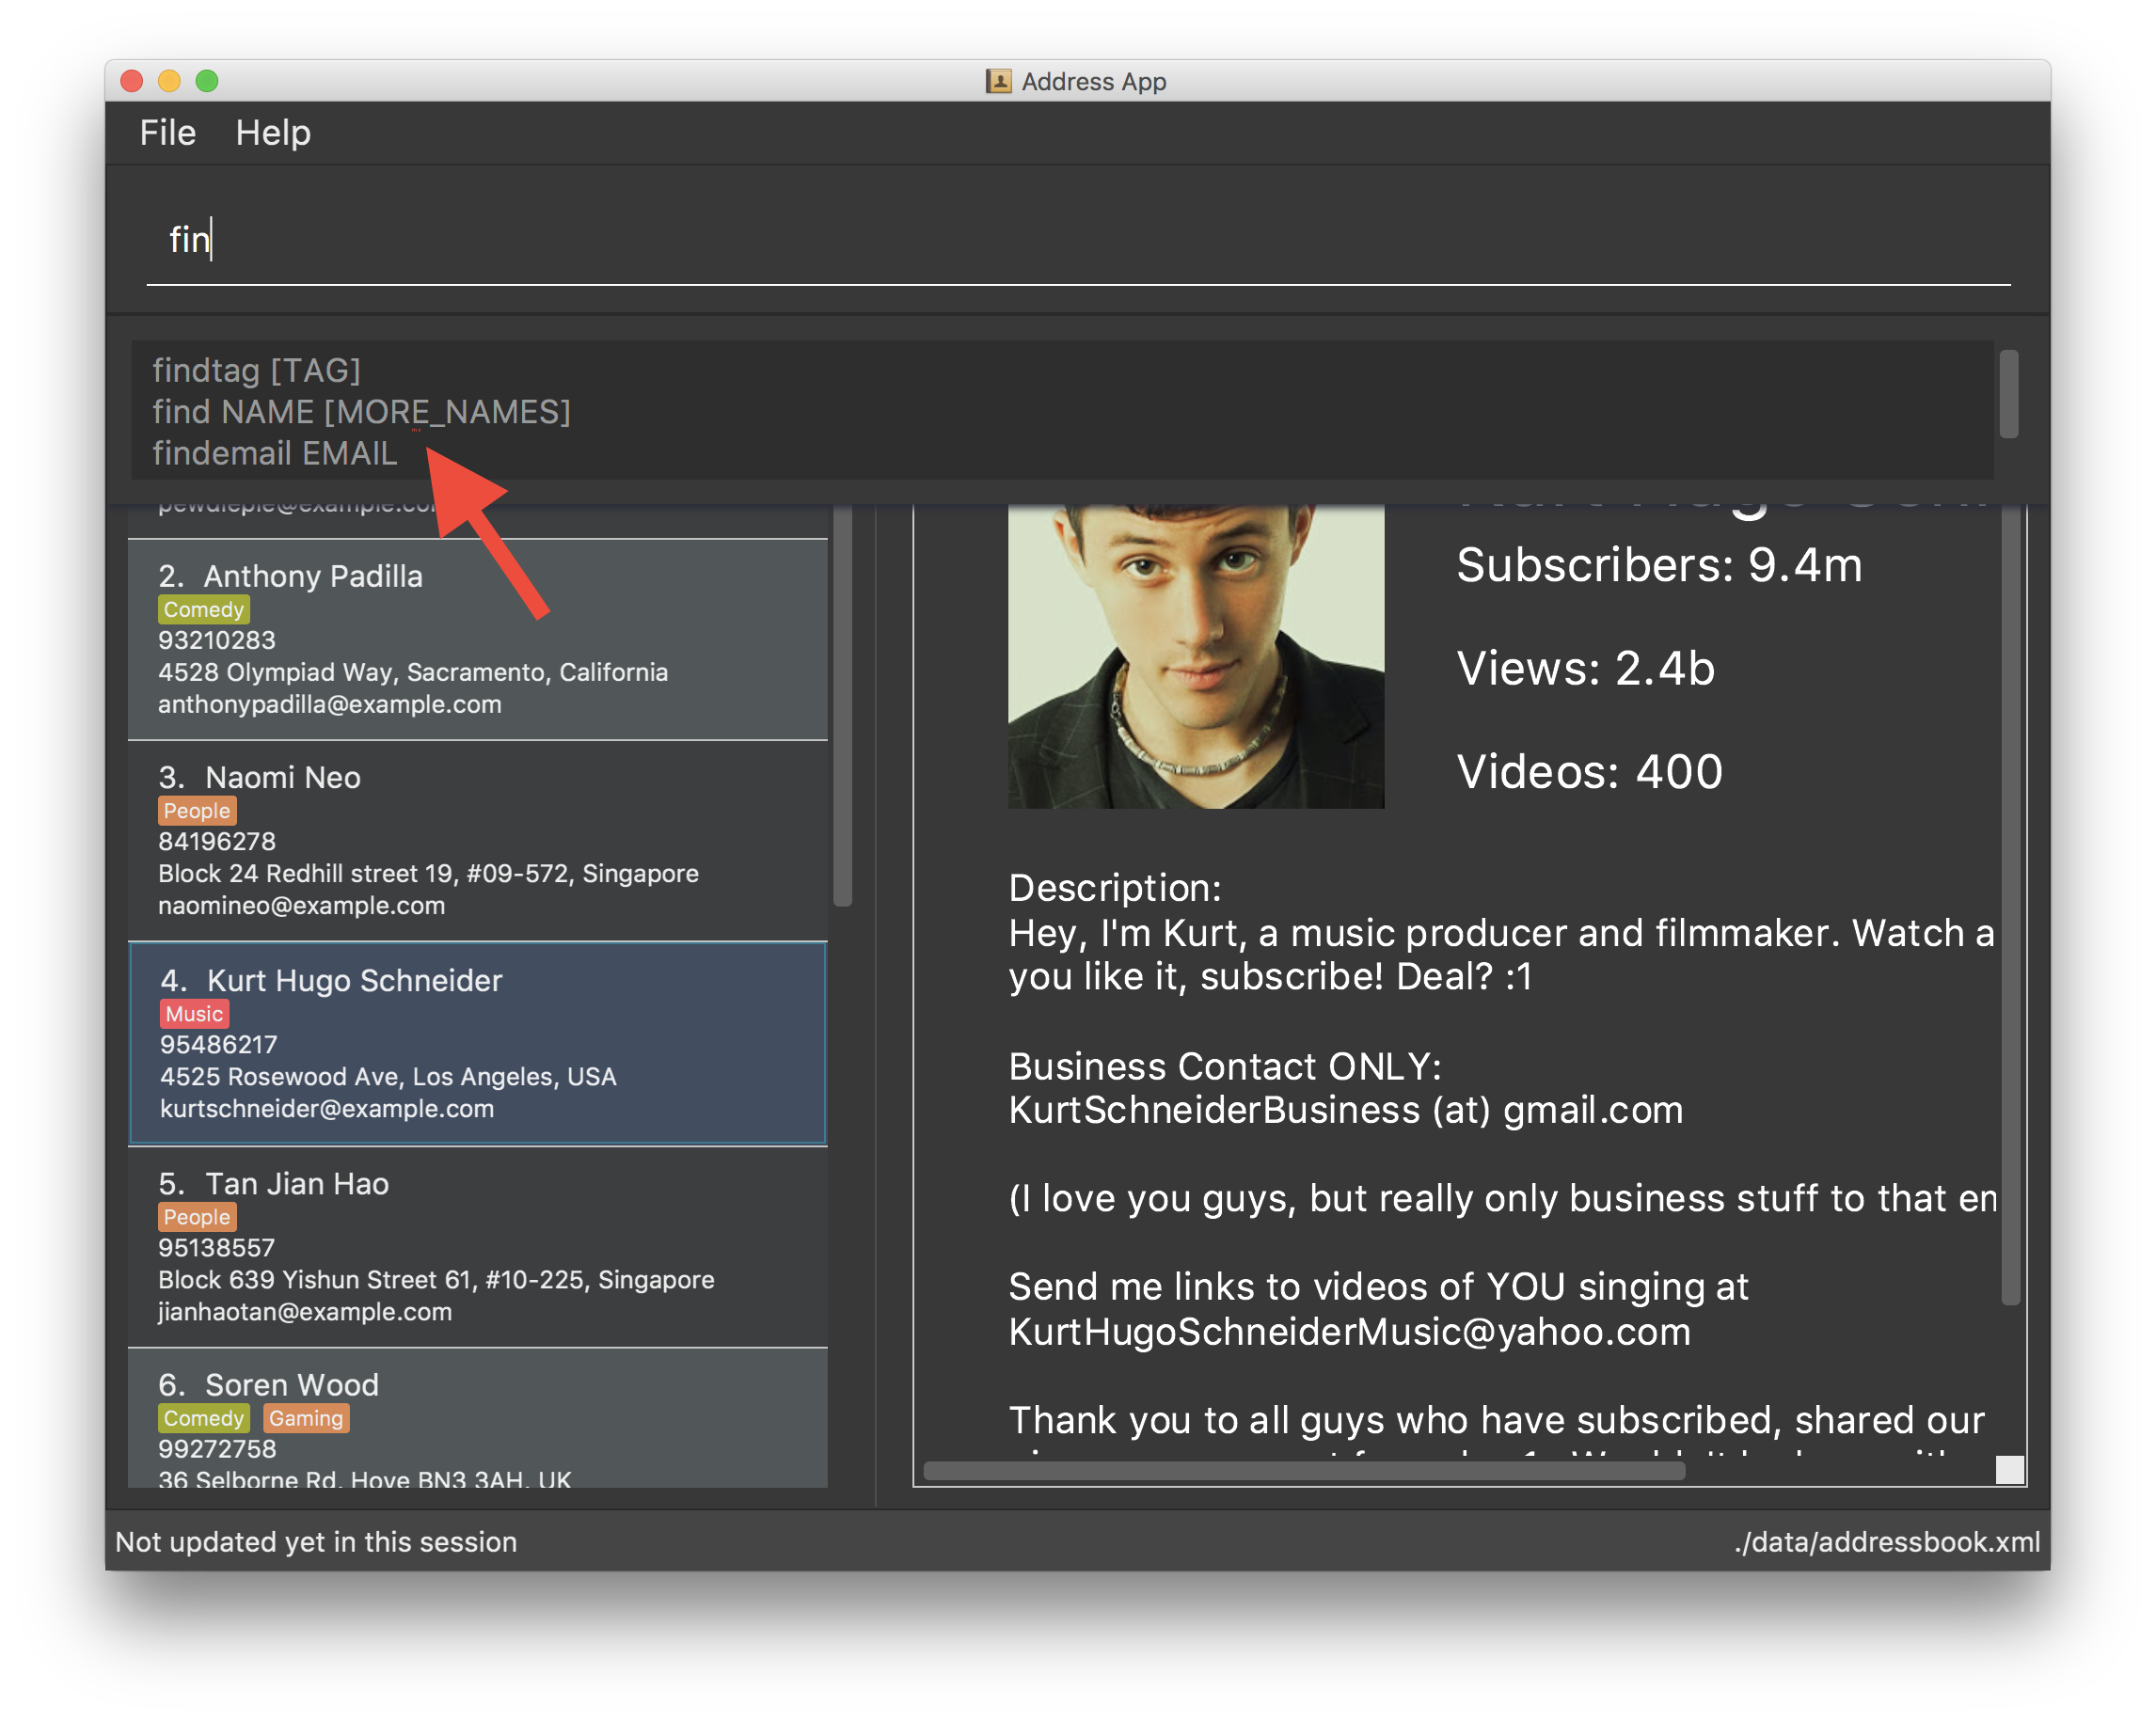 Address App
File Help
fin
findtag [TAG]
find NAME [MORE_NAMES]
findemail EMAIL
pewdiepie@example.com
2. Anthony Padilla
Comedy
93210283
4528 Olympiad Way, Sacramento, California
anthonypadilla@example.com
3. Naomi Neo
People
84196278
Block 24 Redhill street 19, #09-572, Singapore
naomineo@example.com
4. Kurt Hugo Schneider
Music
95486217
4525 Rosewood Ave, Los Angeles, USA
kurtschneider@example.com
5. Tan Jian Hao
People
95138557
Block 639 Yishun Street 61, #10-225, Singapore
jianhaotan@example.com
6. Soren Wood
Comedy Gaming
99272758
36 Selborne Rd, Hove BN3 3AH, UK
Subscribers: 9.4m
Views: 2.4b
Videos: 400
Description:
Hey, I'm Kurt, a music producer and filmmaker. Watch a
you like it, subscribe! Deal? :1
Business Contact ONLY:
KurtSchneiderBusiness (at) gmail.com
(I love you guys, but really only business stuff to that em
Send me links to videos of YOU singing at
KurtHugoSchneiderMusic@yahoo.com
Thank you to all guys who have subscribed, shared our
Not updated yet in this session
./data/addressbook.xml